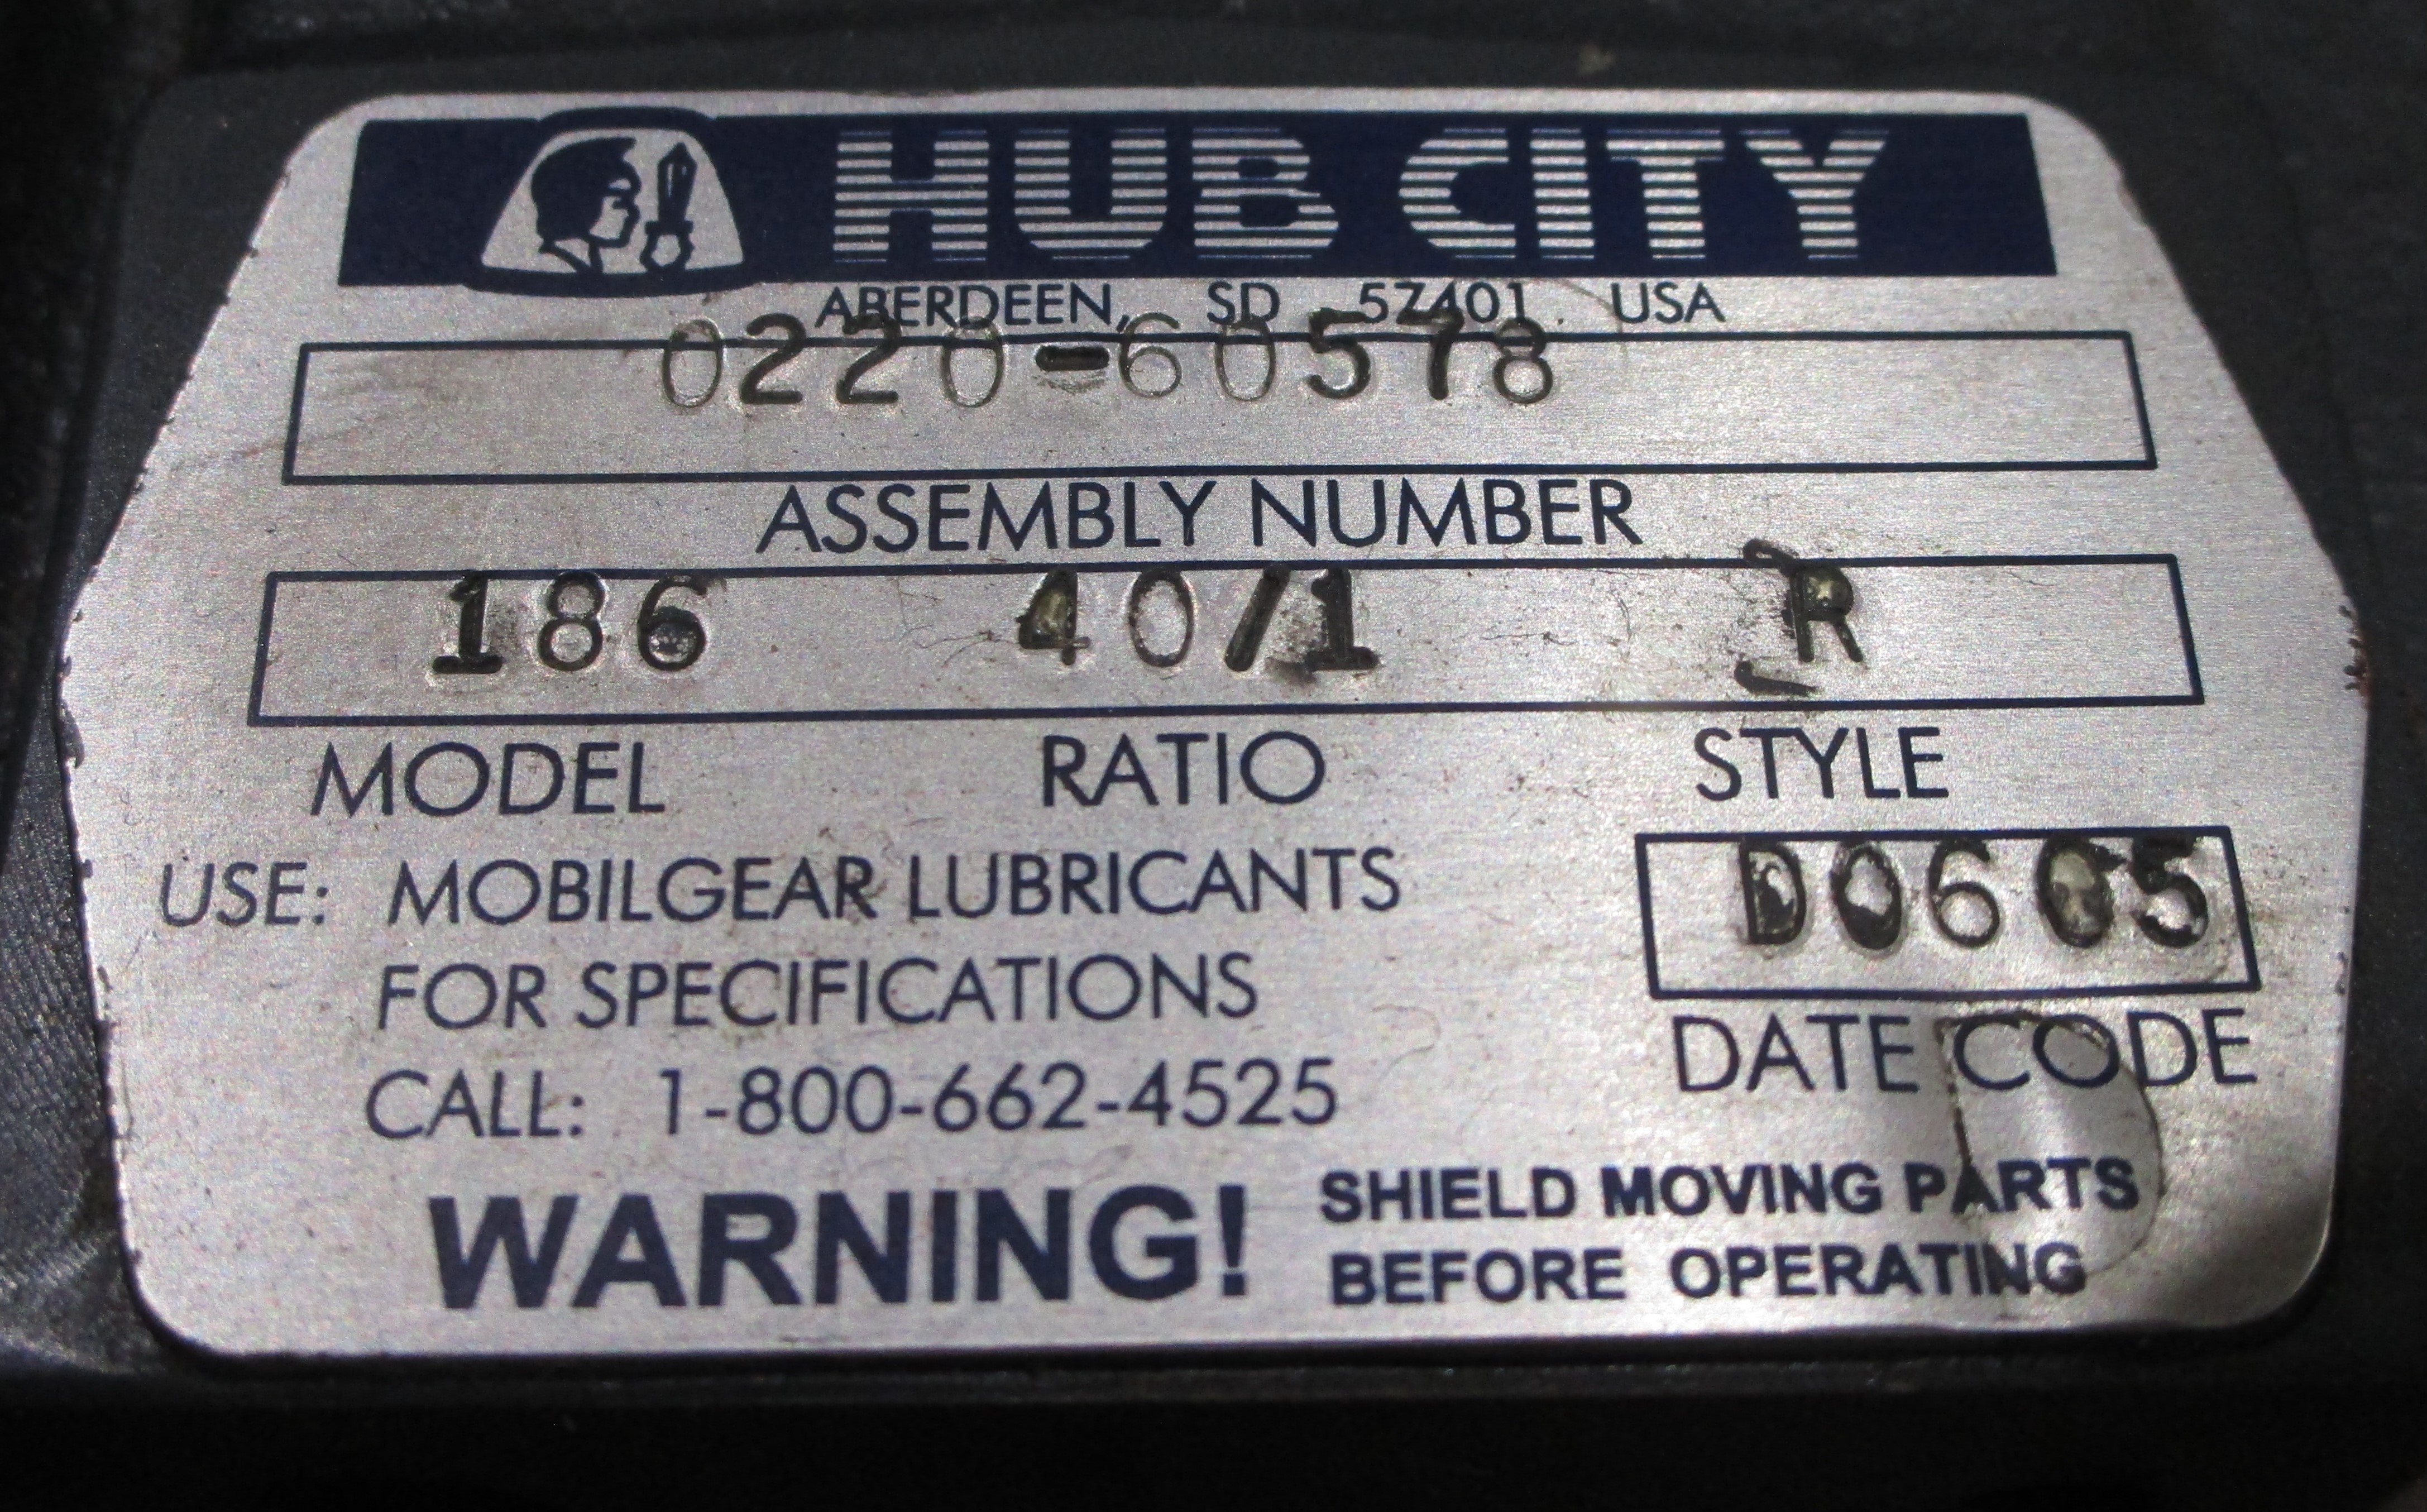 HUB CITY
ABERDEEN, SD 57401 USA
0220-60578
ASSEMBLY NUMBER
186 40/1 R
MODEL RATIO STYLE
USE: MOBILGEAR LUBRICANTS
FOR SPECIFICATIONS
CALL: 1-800-662-4525
D0605
DATE CODE
WARNING! SHIELD MOVING PARTS
BEFORE OPERATING